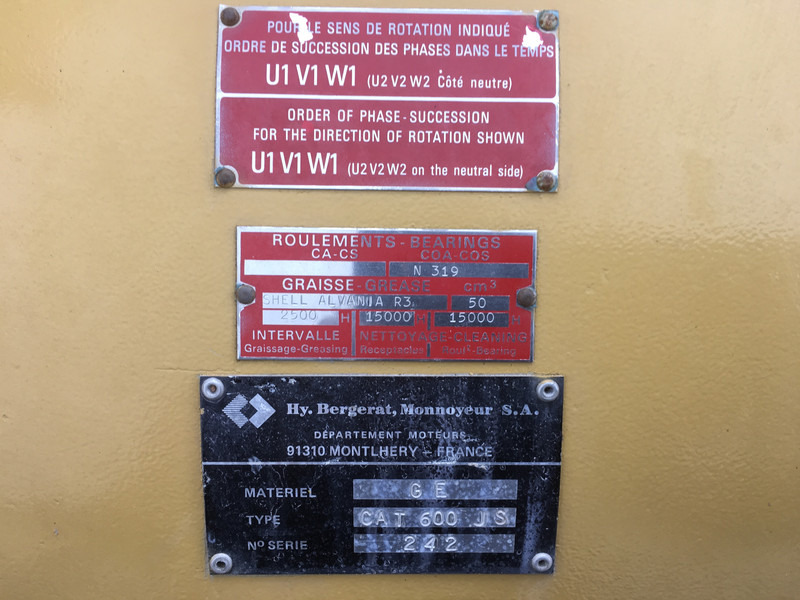 POUR LE SENS DE ROTATION INDIQUÉ
ORDRE DE SUCCESSION DES PHASES DANS LE TEMPS
U1 V1 W1 (U2 V2 W2 Côté neutre)
ORDER OF PHASE-SUCCESSION
FOR THE DIRECTION OF ROTATION SHOWN
U1 V1 W1 (U2 V2 W2 on the neutral side)
ROULEMENTS - BEARINGS
CA-CS COA-COS
N 319
GRAISSE-GREASE cm³
SHELL ALVANIA R3 50
2500 H 15000 H 15000 H
INTERVALLE NETTOYAGE-CLEANING
Graissage-Greasing Receptacles Roult-Bearing
Hy. Bergerat, Monnoyeur S.A.
DÉPARTEMENT MOTEURS
91310 MONTLHERY - FRANCE
MATERIEL GE
TYPE CAT 600 JS
No SERIE 242